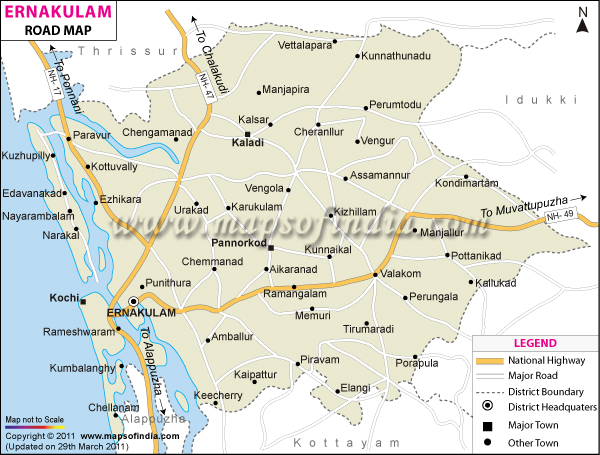 ERNAKULAM
ROAD MAP
N
Thrissur
To Ponnani
NH- 17
To Chalakudi
NH- 47
Vettalapara
Kunnathunadu
Manjapira
Perumtodu
Idukki
Kalsar
Cheranllur
Paravur
Chengamanad
Kaladi
Vengur
Kuzhupilly
Kottuvally
Assamannur
Kondimartam
Edavanakad
Ezhikara
Vengola
Urakad
Karukulam
Kizhillam
To Muvattupuzha
NH- 49
Nayarambalam
Narakal
www.mapsofindia.com
Manjallur
Pannorkod
Kunnaikal
Pottanikad
Chemmanad
Aikaranad
Valakom
Kallukad
Punithura
Ramangalam
Perungala
Kochi
ERNAKULAM
Memuri
Rameshwaram
Tirumaradi
To Alappuzha
Amballur
Kumbalanghy
Piravam
Porapula
Kaipattur
Elangi
Keecherry
Chellanam
Alappuzha
Kottayam
LEGEND
National Highway
Major Road
District Boundary
District Headquaters
Major Town
Other Town
Map not to Scale
Copyright © 2011 www.mapsofindia.com
(Updated on 29th March 2011)